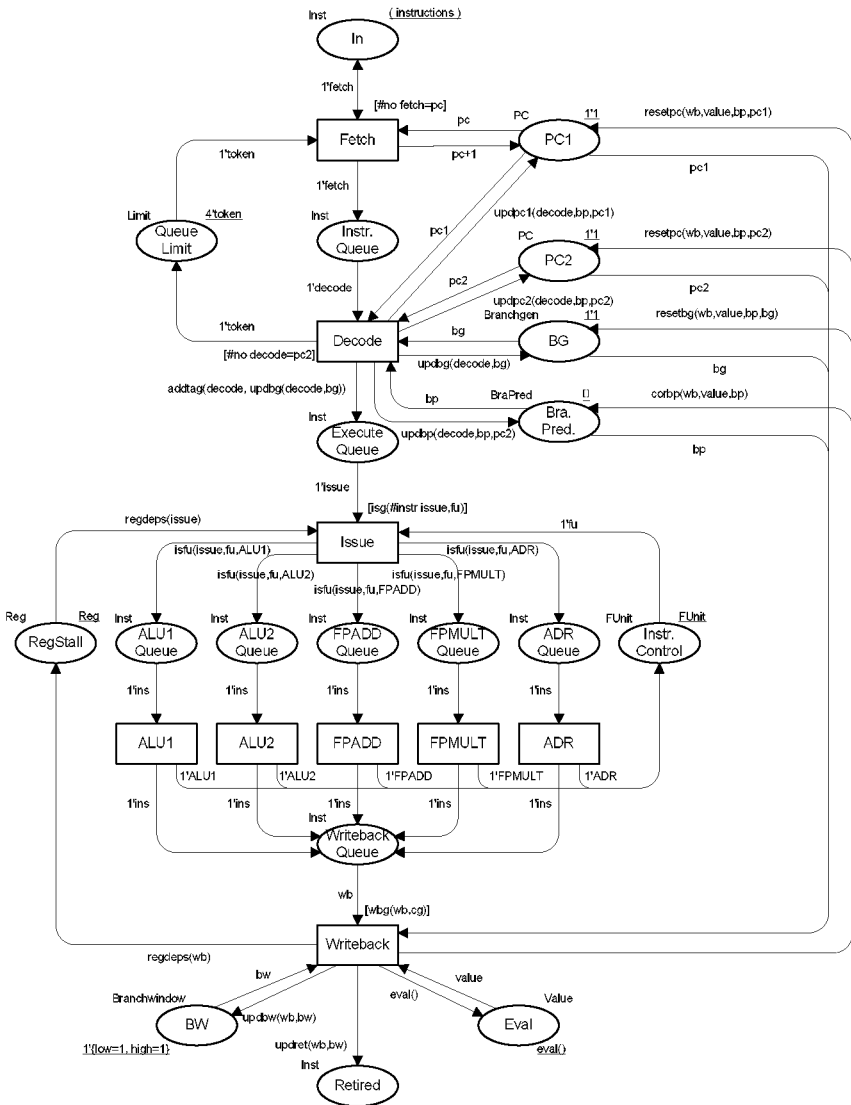 Inst
( instructions )
In
1'fetch
[#no fetch=pc]
pc
PC
1'1
resetpc(wb,value,bp,pc1)
Fetch
PC1
pc+1
pc1
1'token
1'fetch
Limit
4'token
Inst
updpc1(decode,bp,pc1)
pc1
Queue
Limit
Instr.
Queue
PC
1'1
resetpc(wb,value,bp,pc2)
PC2
pc2
1'decode
pc2
updpc2(decode,bp,pc2)
1'token
Branchgen
1'1
resetbg(wb,value,bp,bg)
bg
Decode
BG
[#no decode=pc2]
updbg(decode,bg)
bg
addtag(decode, updbg(decode,bg))
bp
BraPred
[]
corbp(wb,value,bp)
Inst
Bra.
Pred.
Execute
Queue
updbp(decode,bp,pc2)
bp
1'issue
[isg(#instr issue,fu)]
regdeps(issue)
1'fu
Issue
isfu(issue,fu,ALU1)
isfu(issue,fu,ADR)
isfu(issue,fu,ALU2)
isfu(issue,fu,FPMULT)
isfu(issue,fu,FPADD)
Reg
Reg
Inst
Inst
Inst
Inst
Inst
FUnit
FUnit
RegStall
ALU1
Queue
ALU2
Queue
FPADD
Queue
FPMULT
Queue
ADR
Queue
Instr.
Control
1'ins
1'ins
1'ins
1'ins
1'ins
ALU1
ALU2
FPADD
FPMULT
ADR
1'ALU1
1'ALU2
1'FPADD
1'FPMULT
1'ADR
1'ins
1'ins
1'ins
1'ins
1'ins
Inst
Writeback
Queue
wb
[wbg(wb,cg)]
Writeback
regdeps(wb)
bw
value
eval()
Branchwindow
Value
updbw(wb,bw)
BW
Eval
1'{low=1, high=1}
updret(wb,bw)
eval()
Inst
Retired